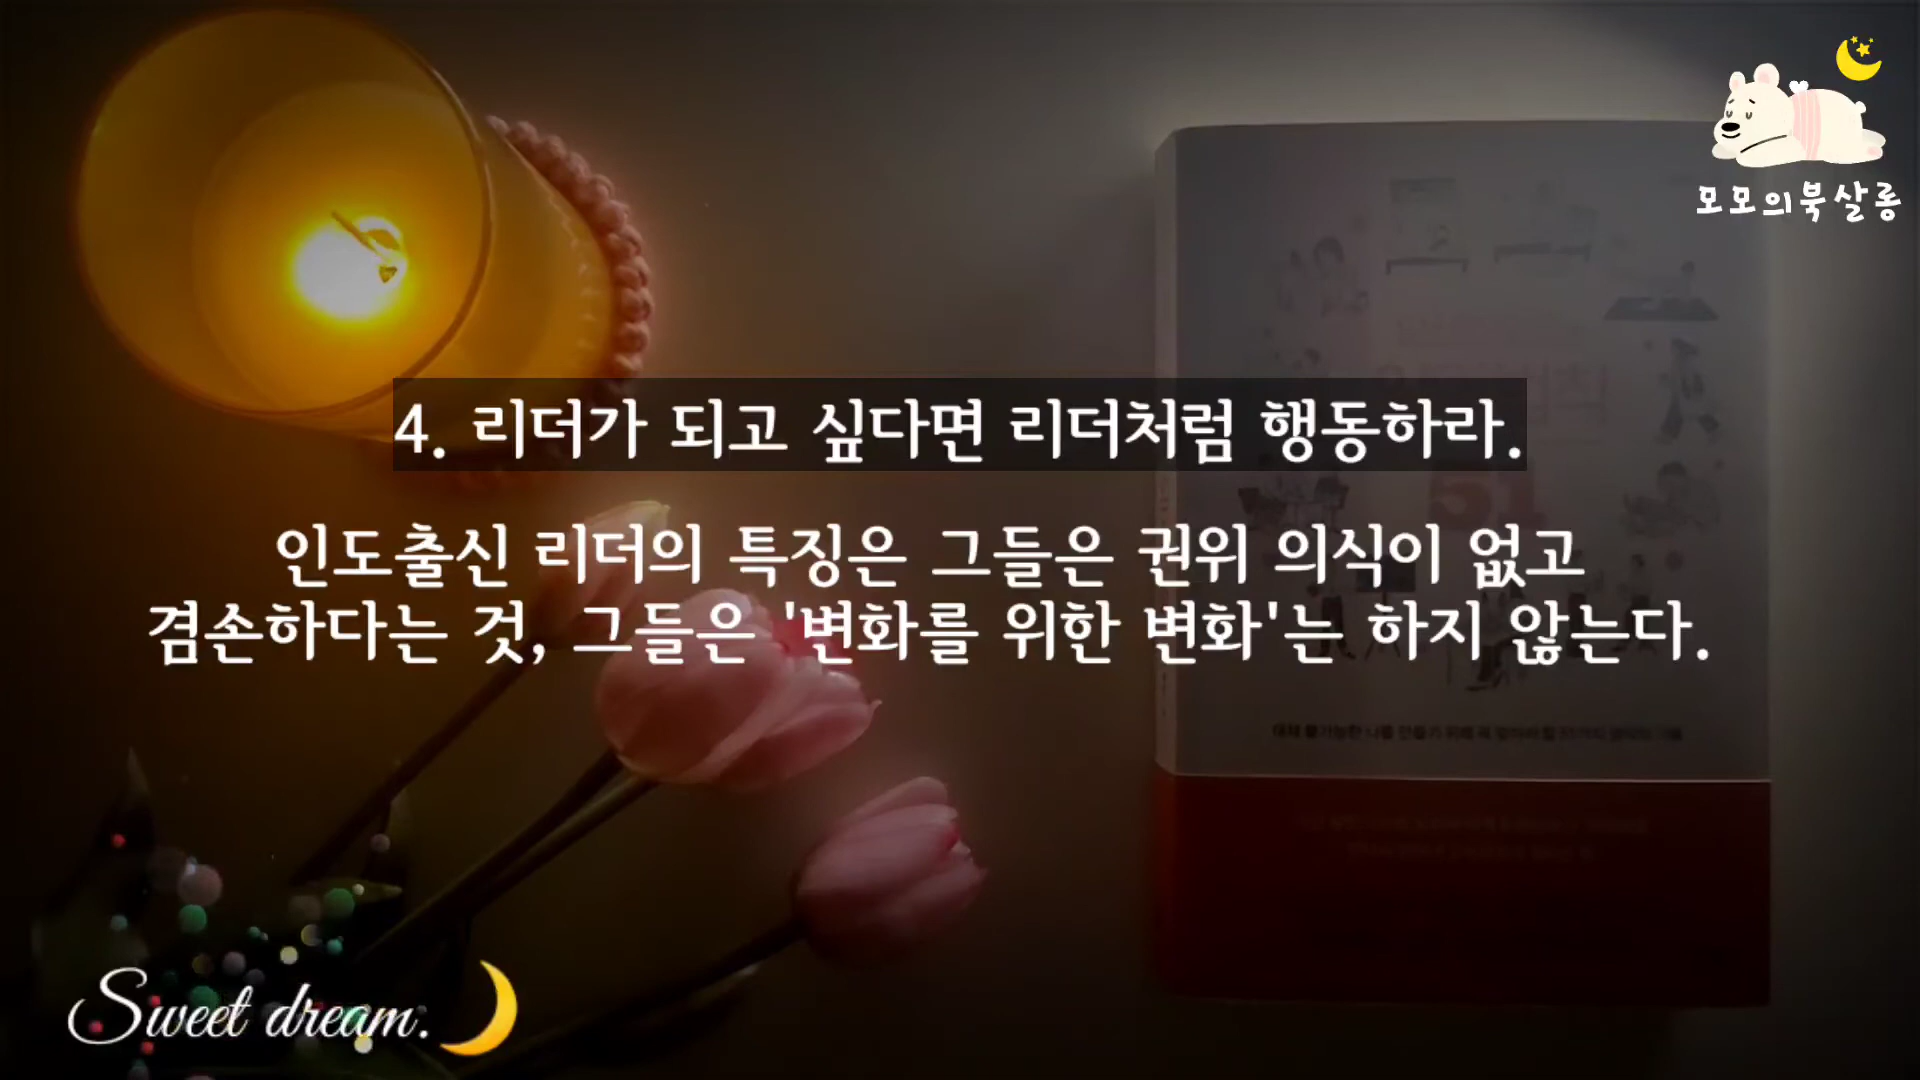 모모의북살롱
4. 리더가 되고 싶다면 리더처럼 행동하라.
인도출신 리더의 특징은 그들은 권위 의식이 없고
겸손하다는 것, 그들은 '변화를 위한 변화'는 하지 않는다.
51
Sweet dream.